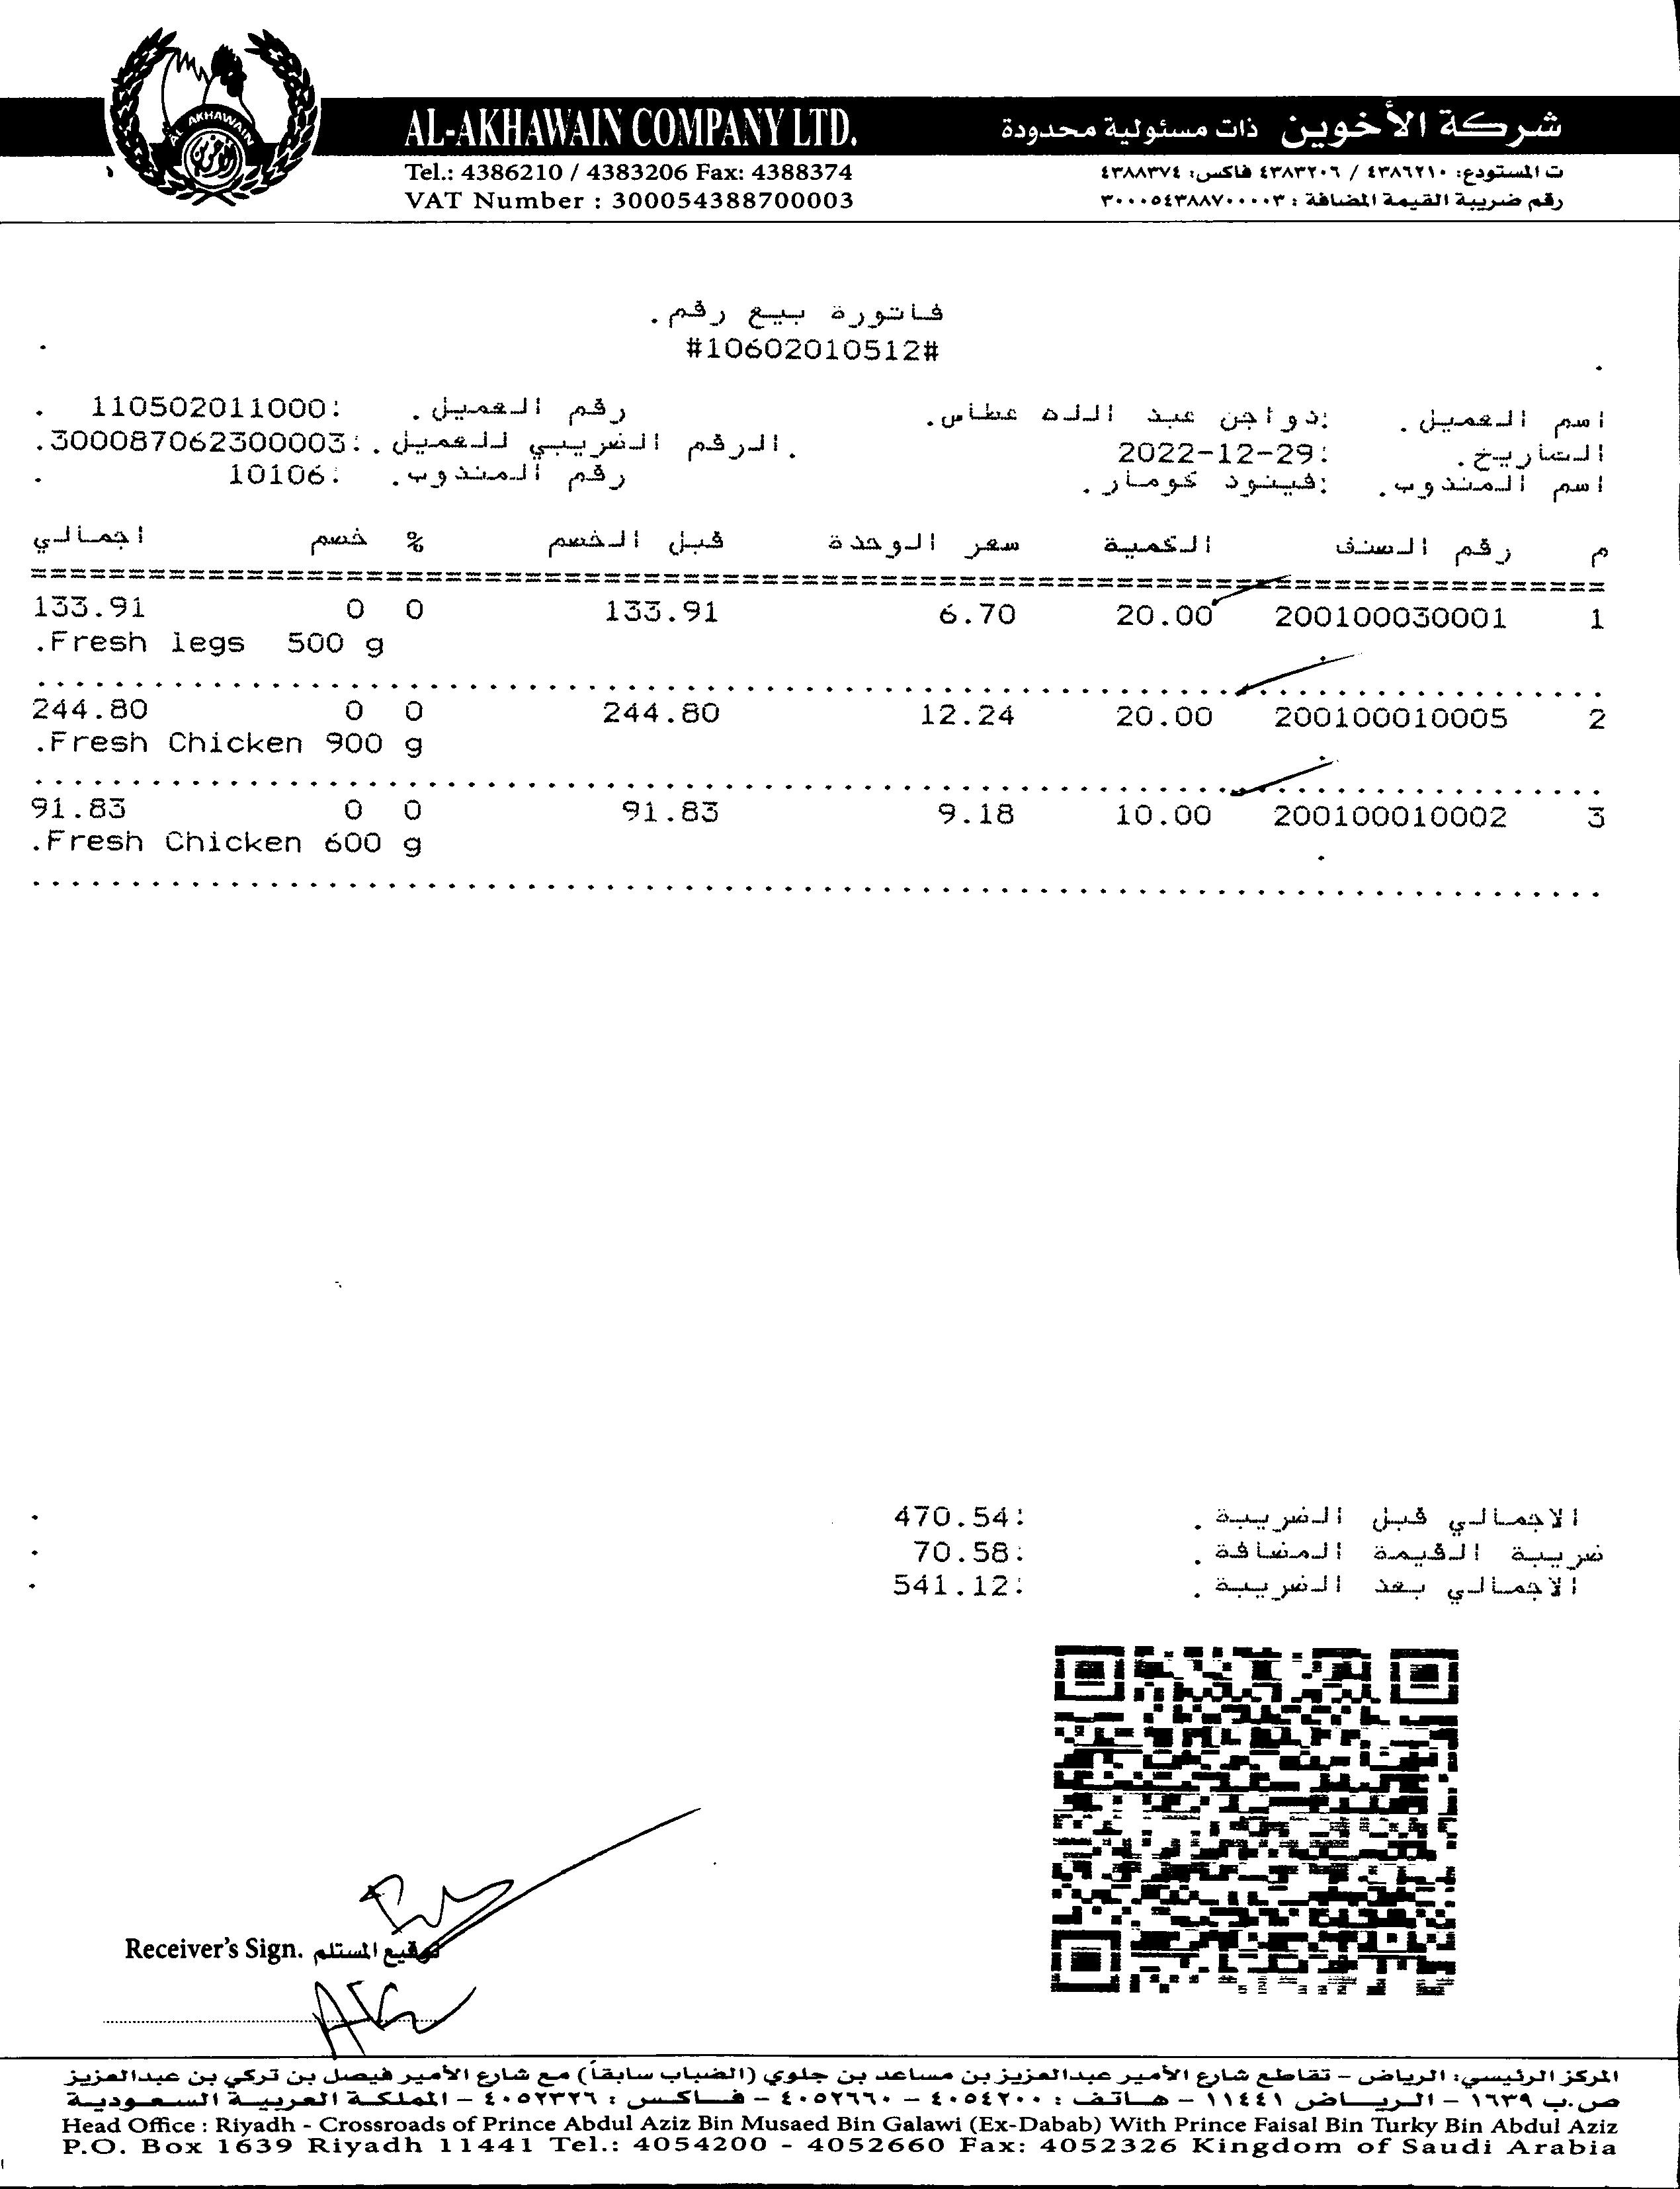 AL AKHAWAIN
AL-AKHAWAIN COMPANY LTD.
شركة الأخوين ذات مسئولية محدودة
Tel.: 4386210 / 4383206 Fax: 4388374
ت المستودع: ٤٣٨٦٢١٠ / ٤٣٨٣٢٠٦ فاكس: ٤٣٨٨٣٧٤
VAT Number : 300054388700003
رقم ضريبة القيمة المضافة : ٣٠٠٠٥٤٣٨٨٧٠٠٠٠٣
فاتورة بيع رقم.
#10602010512#
اسم العميل. :دواجن عبد الله عطاس. رقم العميل. :110502011000
التاريخ. :2022-12-29 .الرقم الضريبي للعميل.:300087062300003.
اسم المندوب. :فينود كومار. رقم المندوب. :10106
م رقم الصنف الكمية سعر الوحدة قبل الخصم % خصم اجمالي
1 200100030001 20.00 6.70 133.91 0 0 133.91
.Fresh legs 500 g
2 200100010005 20.00 12.24 244.80 0 0 244.80
.Fresh Chicken 900 g
3 200100010002 10.00 9.18 91.83 0 0 91.83
.Fresh Chicken 600 g
الاجمالي قبل الضريبة. :470.54
ضريبة القيمة المضافة. :70.58
الاجمالي بعد الضريبة. :541.12
Receiver's Sign. توقيع المستلم
المركز الرئيسي: الرياض - تقاطع شارع الأمير عبدالعزيز بن مساعد بن جلوي (الضباب سابقاً) مع شارع الأمير فيصل بن تركي بن عبدالعزيز
ص.ب ١٦٣٩ - الرياض ١١٤٤١ - هاتف : ٤٠٥٤٢٠٠ - ٤٠٥٢٦٦٠ - فاكس : ٤٠٥٢٣٢٦ - المملكة العربية السعودية
Head Office : Riyadh - Crossroads of Prince Abdul Aziz Bin Musaed Bin Galawi (Ex-Dabab) With Prince Faisal Bin Turky Bin Abdul Aziz
P.O. Box 1639 Riyadh 11441 Tel.: 4054200 - 4052660 Fax: 4052326 Kingdom of Saudi Arabia